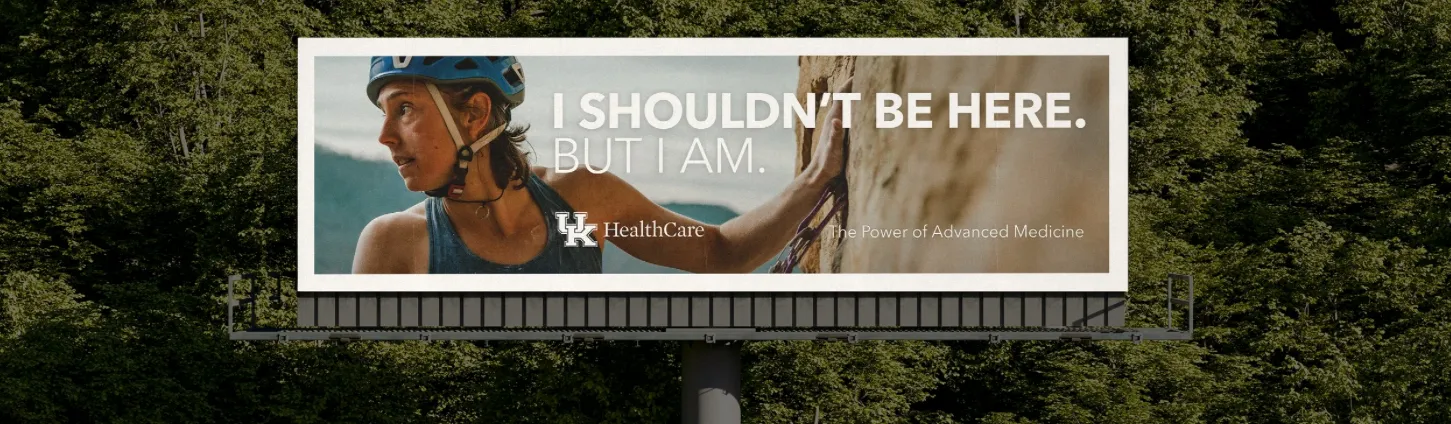 I SHOULDN'T BE HERE.
BUT I AM.
UK HealthCare
The Power of Advanced Medicine